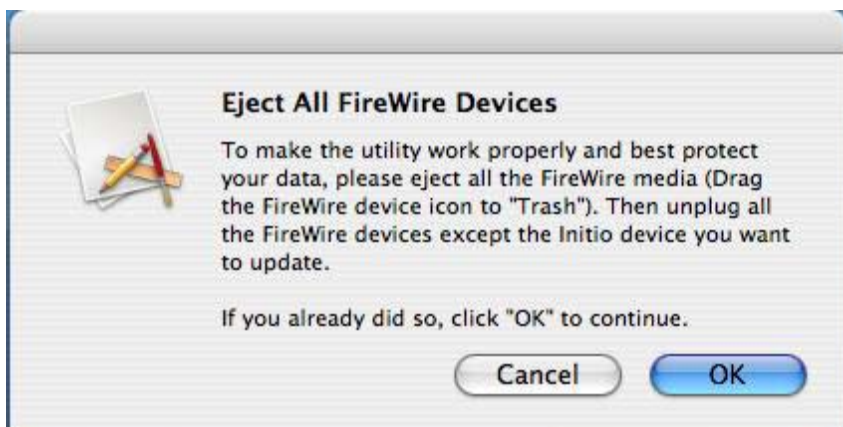 Eject All FireWire Devices
To make the utility work properly and best protect
your data, please eject all the FireWire media (Drag
the FireWire device icon to "Trash"). Then unplug all
the FireWire devices except the Initio device you want
to update.
If you already did so, click "OK" to continue.
Cancel OK